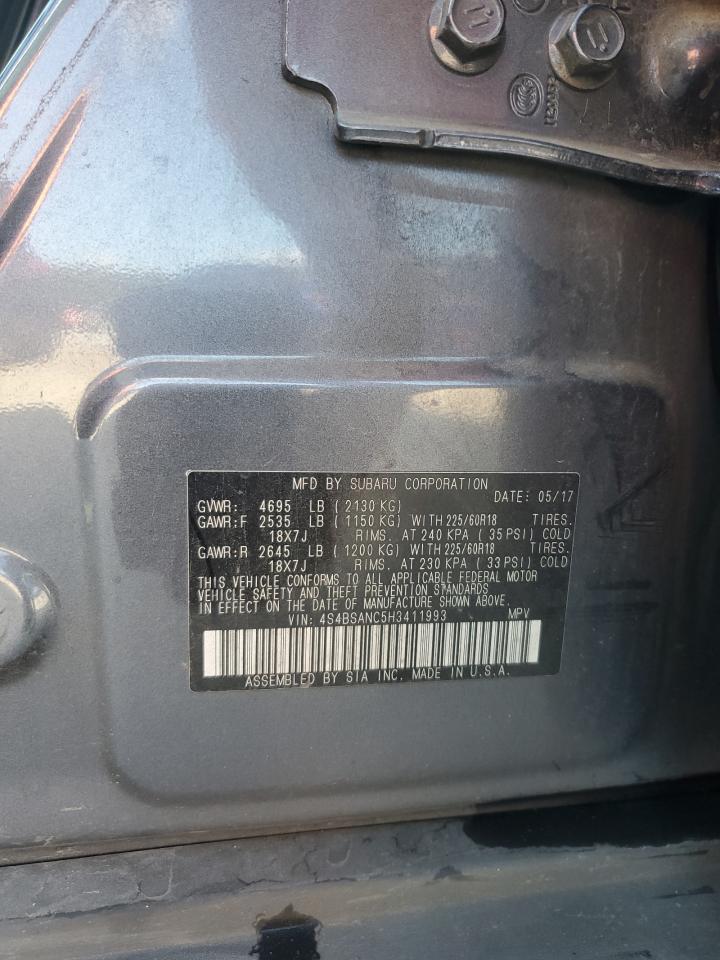 MFD BY SUBARU CORPORATION
DATE: 05/17
GVWR: 4695 LB ( 2130 KG)
GAWR:F 2535 LB ( 1150 KG) WITH 225/60R18 TIRES.
18X7J RIMS. AT 240 KPA ( 35 PSI) COLD
GAWR:R 2645 LB ( 1200 KG) WITH 225/60R18 TIRES.
18X7J RIMS. AT 230 KPA ( 33 PSI) COLD
THIS VEHICLE CONFORMS TO ALL APPLICABLE FEDERAL MOTOR
VEHICLE SAFETY AND THEFT PREVENTION STANDARDS
IN EFFECT ON THE DATE OF MANUFACTURE SHOWN ABOVE.
VIN: 4S4BSANC5H3411993 MPV
ASSEMBLED BY SIA INC. MADE IN U.S.A.